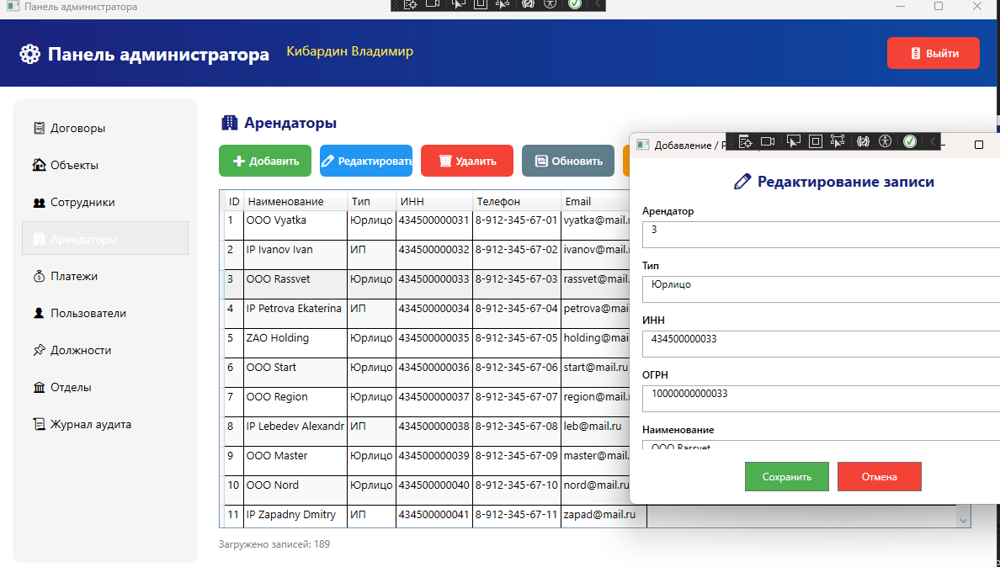 Панель администратора
Панель администратора
Кибардин Владимир
Выйти
Договоры
Объекты
Сотрудники
Арендаторы
Платежи
Пользователи
Должности
Отделы
Журнал аудита
Арендаторы
Добавить
Редактировать
Удалить
Обновить
ID Наименование Тип ИНН Телефон Email
1 ООО Vyatka Юрлицо 434500000031 8-912-345-67-01 vyatka@mail.
2 IP Ivanov Ivan ИП 434500000032 8-912-345-67-02 ivanov@mail.
3 ООО Rassvet Юрлицо 434500000033 8-912-345-67-03 rassvet@mail.
4 IP Petrova Ekaterina ИП 434500000034 8-912-345-67-04 petrova@mai
5 ZAO Holding Юрлицо 434500000035 8-912-345-67-05 holding@mai
6 ООО Start Юрлицо 434500000036 8-912-345-67-06 start@mail.ru
7 ООО Region Юрлицо 434500000037 8-912-345-67-07 region@mail.
8 IP Lebedev Alexandr ИП 434500000038 8-912-345-67-08 leb@mail.ru
9 ООО Master Юрлицо 434500000039 8-912-345-67-09 master@mail.
10 ООО Nord Юрлицо 434500000040 8-912-345-67-10 nord@mail.ru
11 IP Zapadny Dmitry ИП 434500000041 8-912-345-67-11 zapad@mail.ru
Загружено записей: 189
Добавление / Р
Редактирование записи
Арендатор
3
Тип
Юрлицо
ИНН
434500000033
ОГРН
10000000000033
Наименование
ООО Rassvet
Сохранить
Отмена